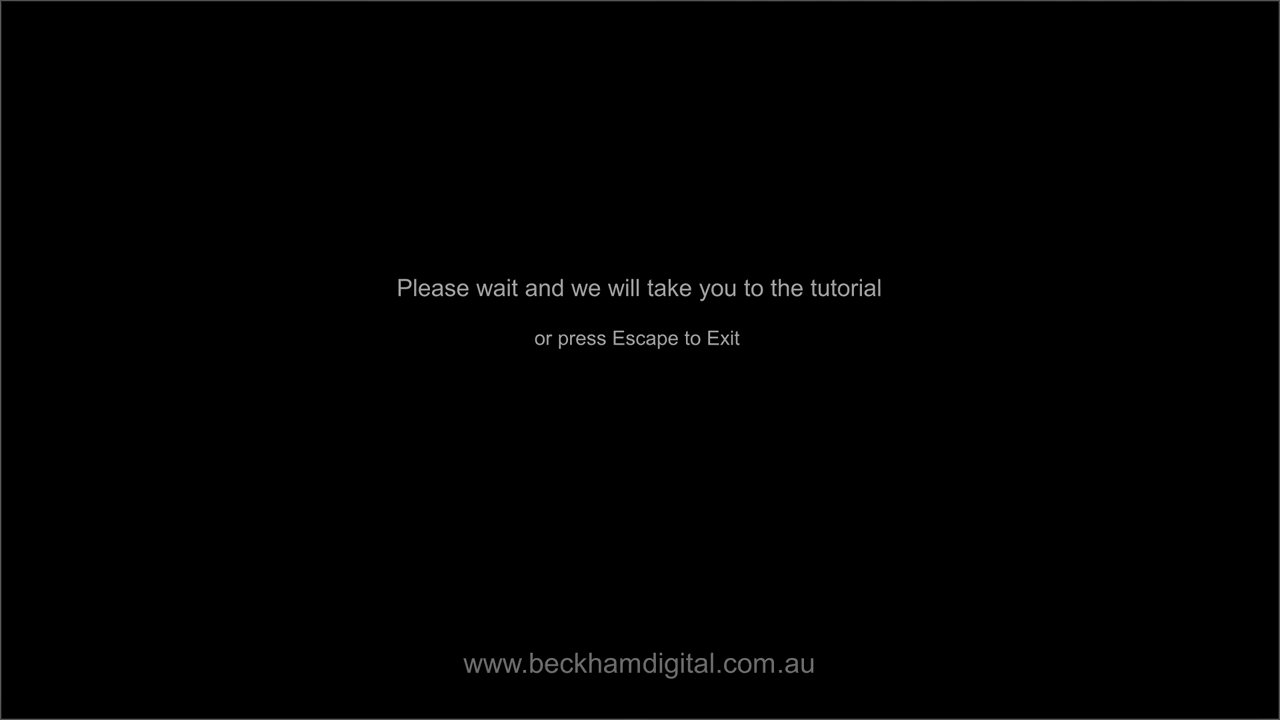 Please wait and we will take you to the tutorial
or press Escape to Exit
www.beckhamdigital.com.au